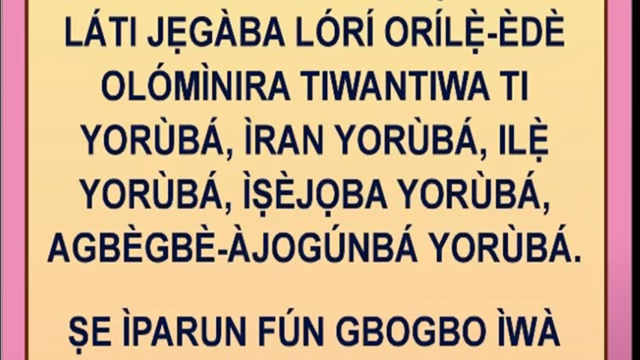 LÁTI JẸGÀBA LÓRÍ ORÍLẸ̀-ÈDÈ
OLÓMÌNIRA TIWANTIWA TI
YORÙBÁ, ÌRAN YORÙBÁ, ILẸ̀
YORÙBÁ, ÌṢÈJỌBA YORÙBÁ,
AGBÈGBÈ-ÀJOGÚNBÁ YORÙBÁ.
ṢE ÌPARUN FÚN GBOGBO ÌWÀ